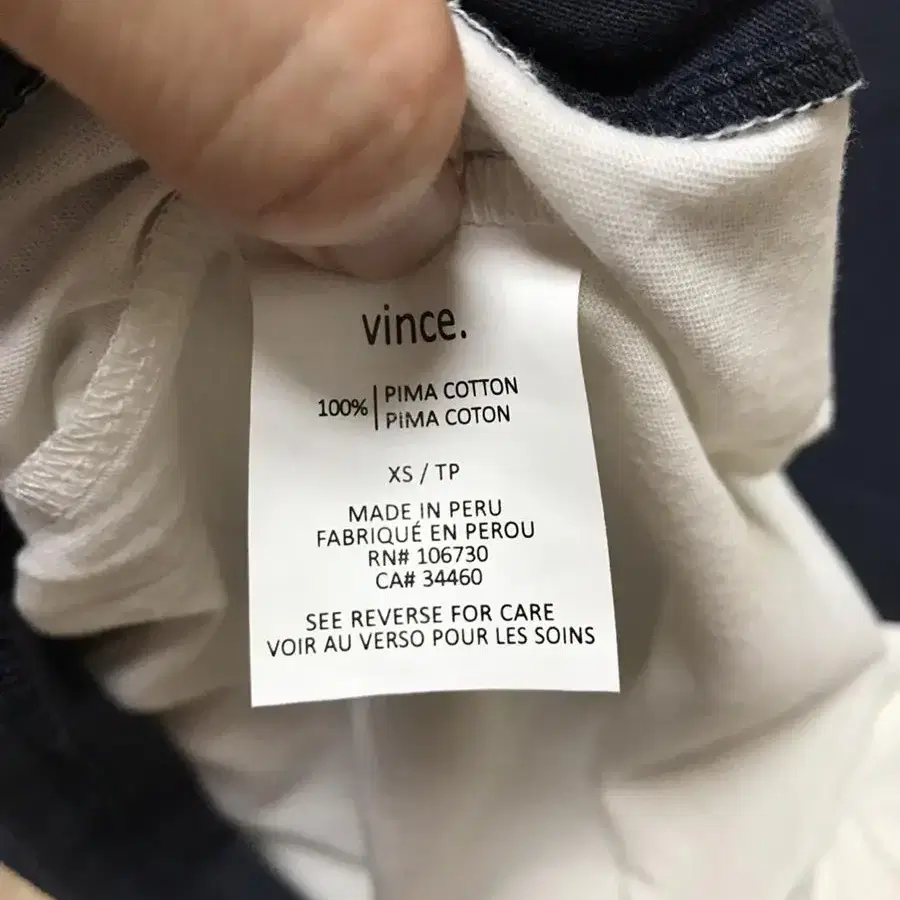 vince.
100% | PIMA COTTON
PIMA COTON
XS / TP
MADE IN PERU
FABRIQUÉ EN PEROU
RN# 106730
CA# 34460
SEE REVERSE FOR CARE
VOIR AU VERSO POUR LES SOINS